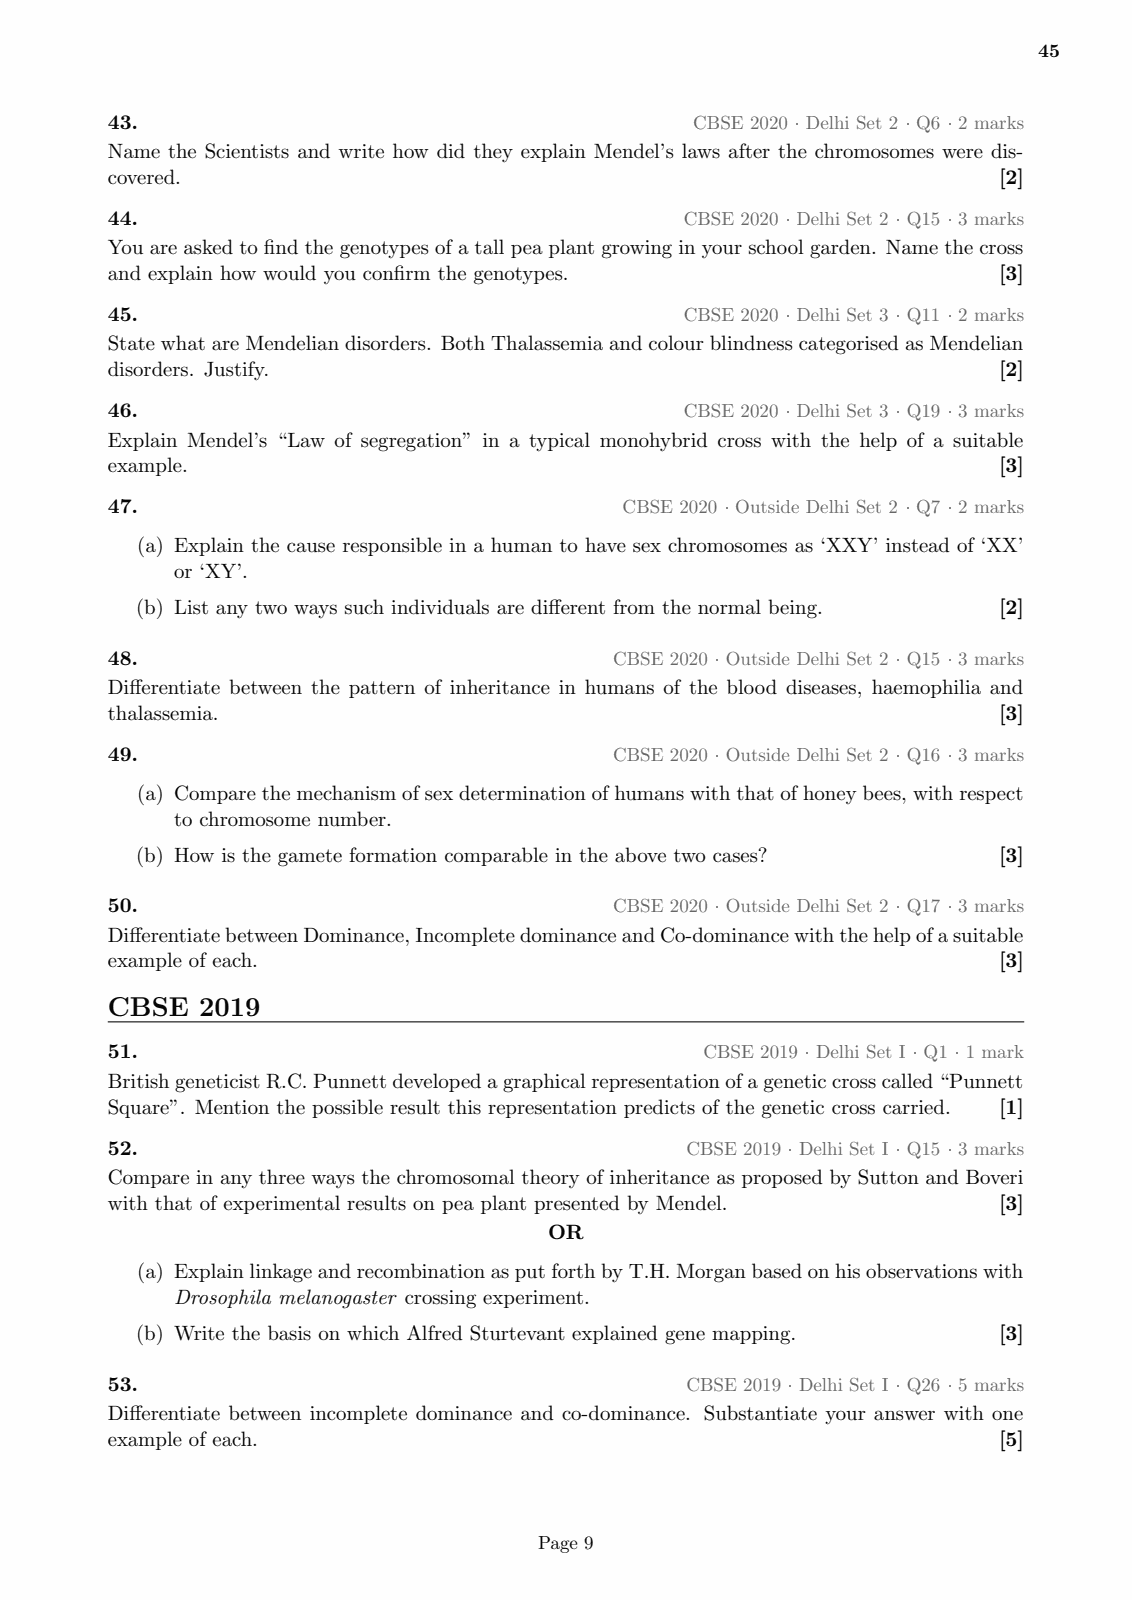 45
43. CBSE 2020 · Delhi Set 2 · Q6 · 2 marks
Name the Scientists and write how did they explain Mendel's laws after the chromosomes were dis-
covered. [2]
44. CBSE 2020 · Delhi Set 2 · Q15 · 3 marks
You are asked to find the genotypes of a tall pea plant growing in your school garden. Name the cross
and explain how would you confirm the genotypes. [3]
45. CBSE 2020 · Delhi Set 3 · Q11 · 2 marks
State what are Mendelian disorders. Both Thalassemia and colour blindness categorised as Mendelian
disorders. Justify. [2]
46. CBSE 2020 · Delhi Set 3 · Q19 · 3 marks
Explain Mendel's “Law of segregation” in a typical monohybrid cross with the help of a suitable
example. [3]
47. CBSE 2020 · Outside Delhi Set 2 · Q7 · 2 marks
(a) Explain the cause responsible in a human to have sex chromosomes as ‘XXY’ instead of ‘XX’
or ‘XY’.
(b) List any two ways such individuals are different from the normal being. [2]
48. CBSE 2020 · Outside Delhi Set 2 · Q15 · 3 marks
Differentiate between the pattern of inheritance in humans of the blood diseases, haemophilia and
thalassemia. [3]
49. CBSE 2020 · Outside Delhi Set 2 · Q16 · 3 marks
(a) Compare the mechanism of sex determination of humans with that of honey bees, with respect
to chromosome number.
(b) How is the gamete formation comparable in the above two cases? [3]
50. CBSE 2020 · Outside Delhi Set 2 · Q17 · 3 marks
Differentiate between Dominance, Incomplete dominance and Co-dominance with the help of a suitable
example of each. [3]
CBSE 2019
51. CBSE 2019 · Delhi Set I · Q1 · 1 mark
British geneticist R.C. Punnett developed a graphical representation of a genetic cross called “Punnett
Square”. Mention the possible result this representation predicts of the genetic cross carried. [1]
52. CBSE 2019 · Delhi Set I · Q15 · 3 marks
Compare in any three ways the chromosomal theory of inheritance as proposed by Sutton and Boveri
with that of experimental results on pea plant presented by Mendel. [3]
OR
(a) Explain linkage and recombination as put forth by T.H. Morgan based on his observations with
Drosophila melanogaster crossing experiment.
(b) Write the basis on which Alfred Sturtevant explained gene mapping. [3]
53. CBSE 2019 · Delhi Set I · Q26 · 5 marks
Differentiate between incomplete dominance and co-dominance. Substantiate your answer with one
example of each. [5]
Page 9